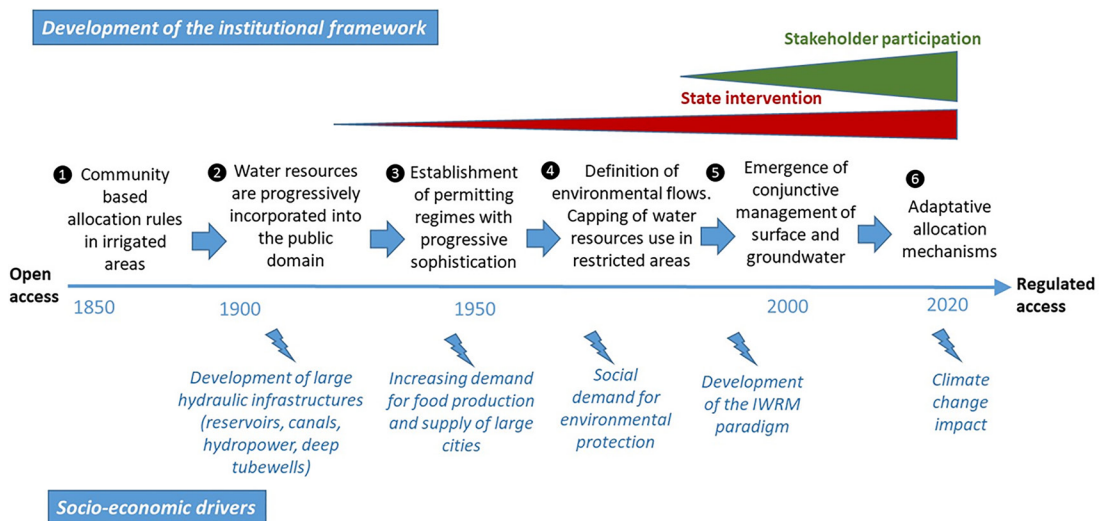 Development of the institutional framework
Stakeholder participation
State intervention
1 Community
based
allocation rules
in irrigated
areas
2 Water resources
are progressively
incorporated into
the public
domain
3 Establishment
of permitting
regimes with
progressive
sophistication
4 Definition of
environmental flows.
Capping of water
resources use in
restricted areas
5 Emergence of
conjunctive
management of
surface and
groundwater
6
Adaptative
allocation
mechanisms
Open
access
Regulated
access
1850
1900
1950
2000
2020
Development of large
hydraulic infrastructures
(reservoirs, canals,
hydropower, deep
tubewells)
Increasing demand
for food production
and supply of large
cities
Social
demand for
environmental
protection
Development
of the IWRM
paradigm
Climate
change
impact
Socio-economic drivers